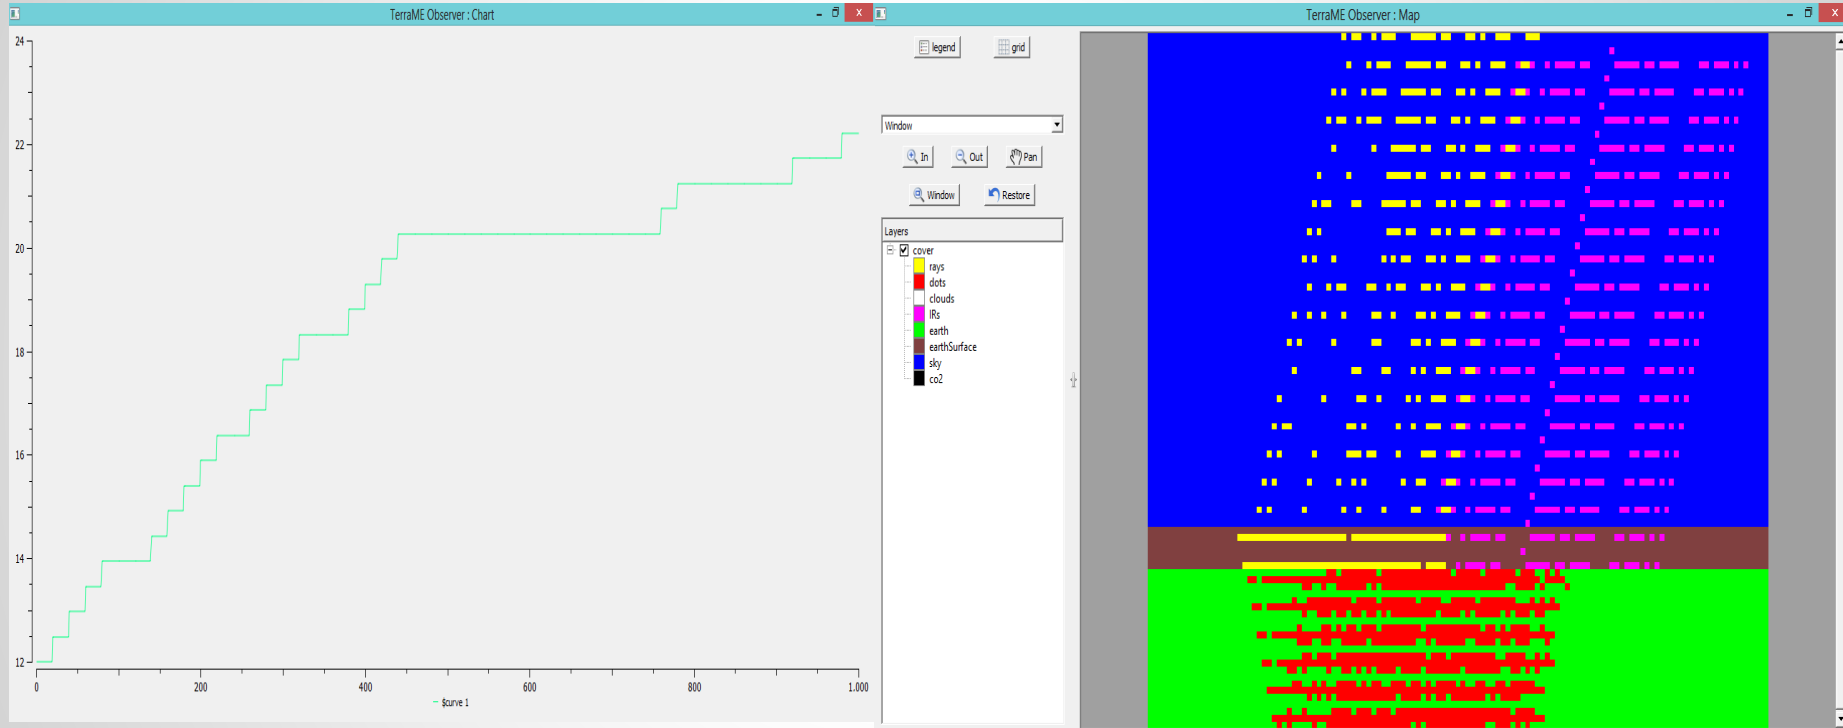 TerraME Observer : Chart
24
22
20
18
16
14
12
0 200 400 600 800 1.000
$curve 1
TerraME Observer : Map
legend grid
Window
In Out Pan
Window Restore
Layers
cover
rays
dots
clouds
IRs
earth
earthSurface
sky
co2